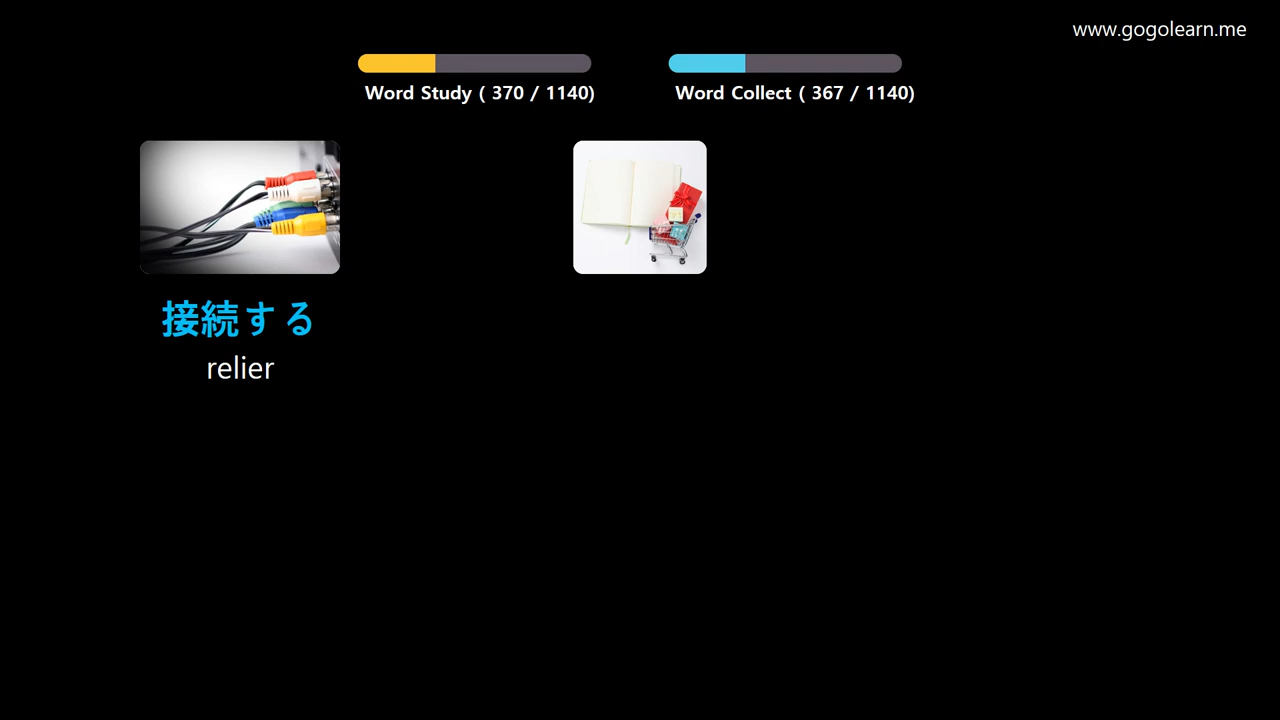 www.gogolearn.me
Word Study ( 370 / 1140)
Word Collect ( 367 / 1140)
接続する
relier